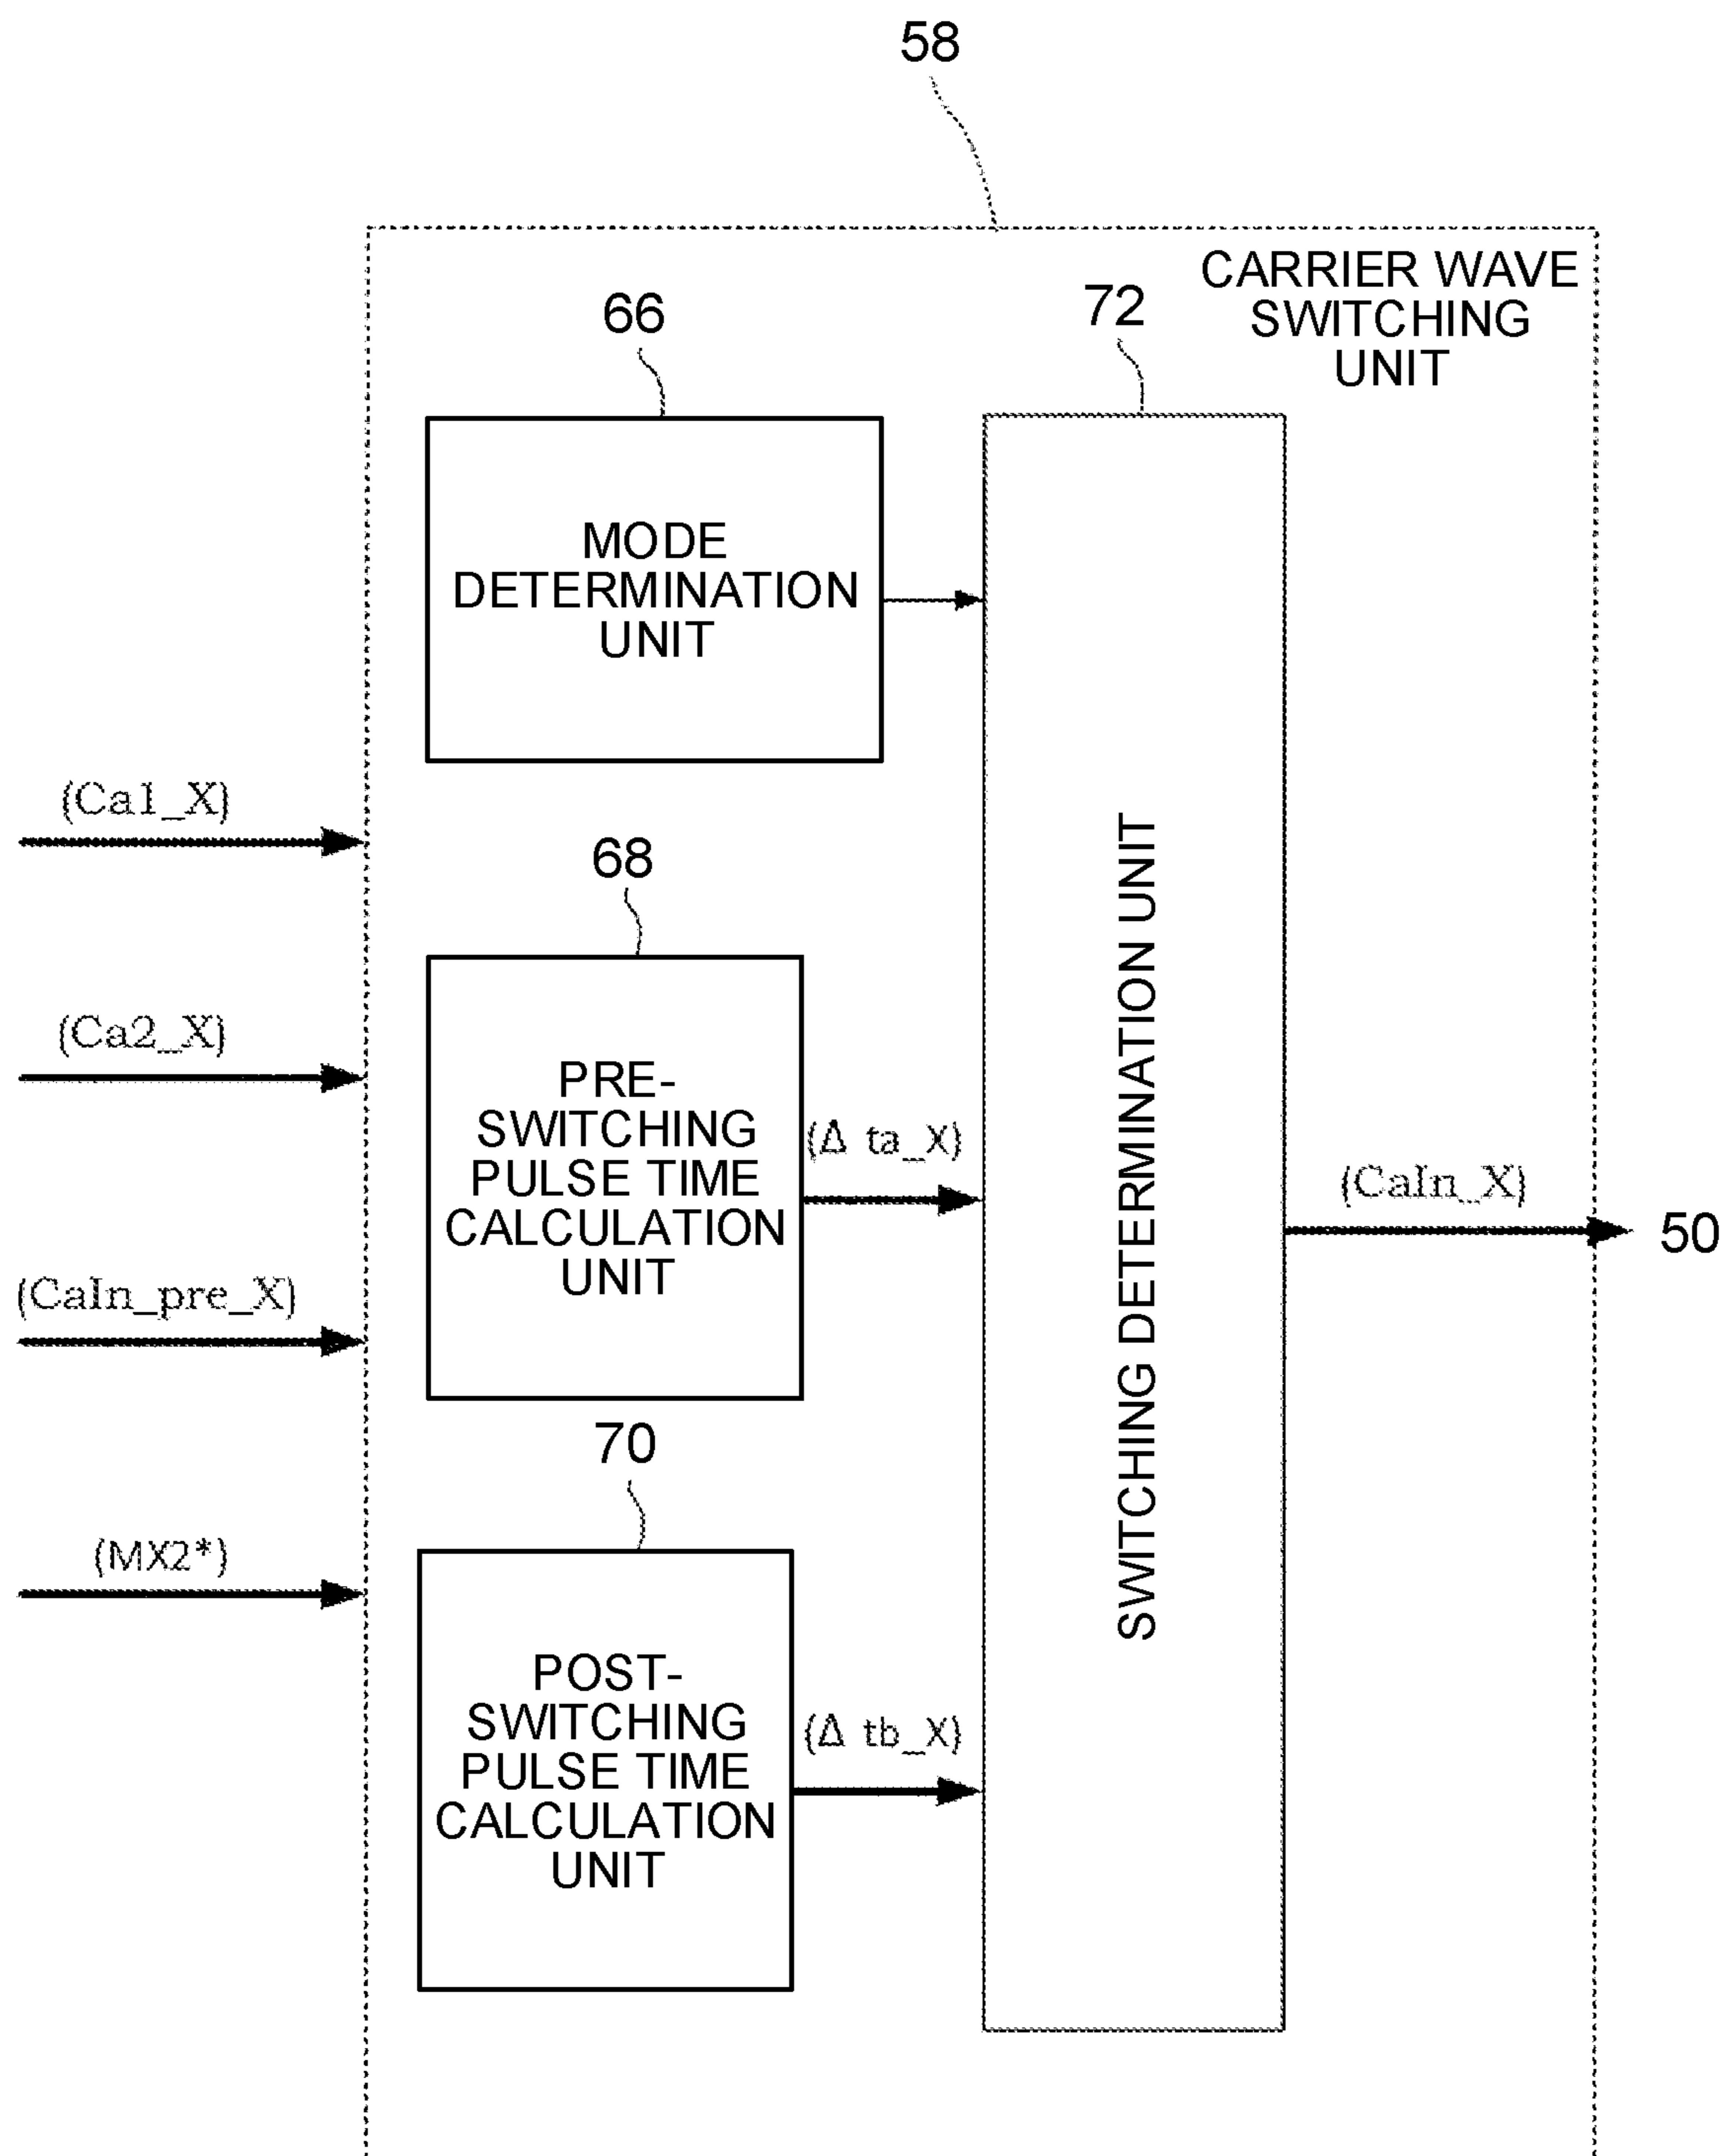 58
CARRIER WAVE
SWITCHING
UNIT
66
72
MODE
DETERMINATION
UNIT
(Ca1_X)
68
(Ca2_X)
PRE-
SWITCHING
PULSE TIME
CALCULATION
UNIT
(Δ ta_X)
SWITCHING DETERMINATION UNIT
(CaIn_X)
50
(CaIn_pre_X)
70
(MX2*)
POST-
SWITCHING
PULSE TIME
CALCULATION
UNIT
(Δ tb_X)